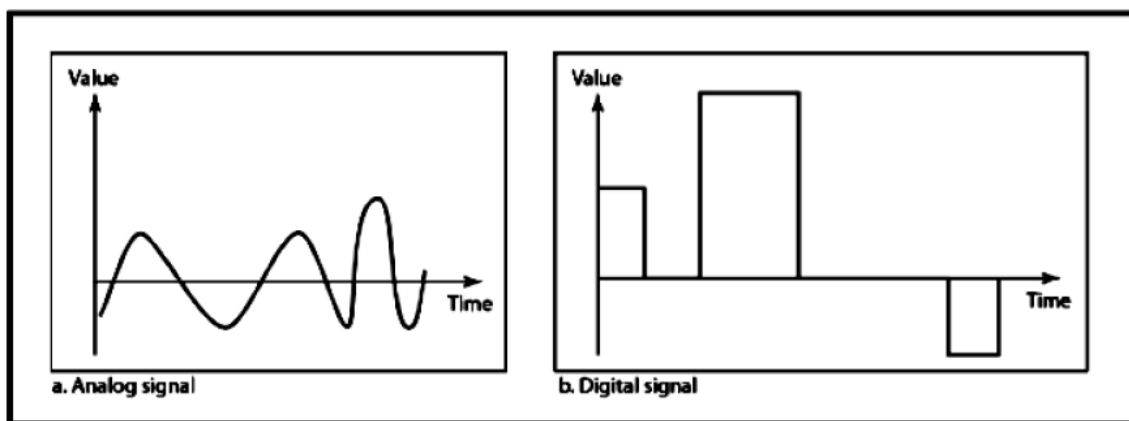 Value
Time
a. Analog signal
Value
Time
b. Digital signal